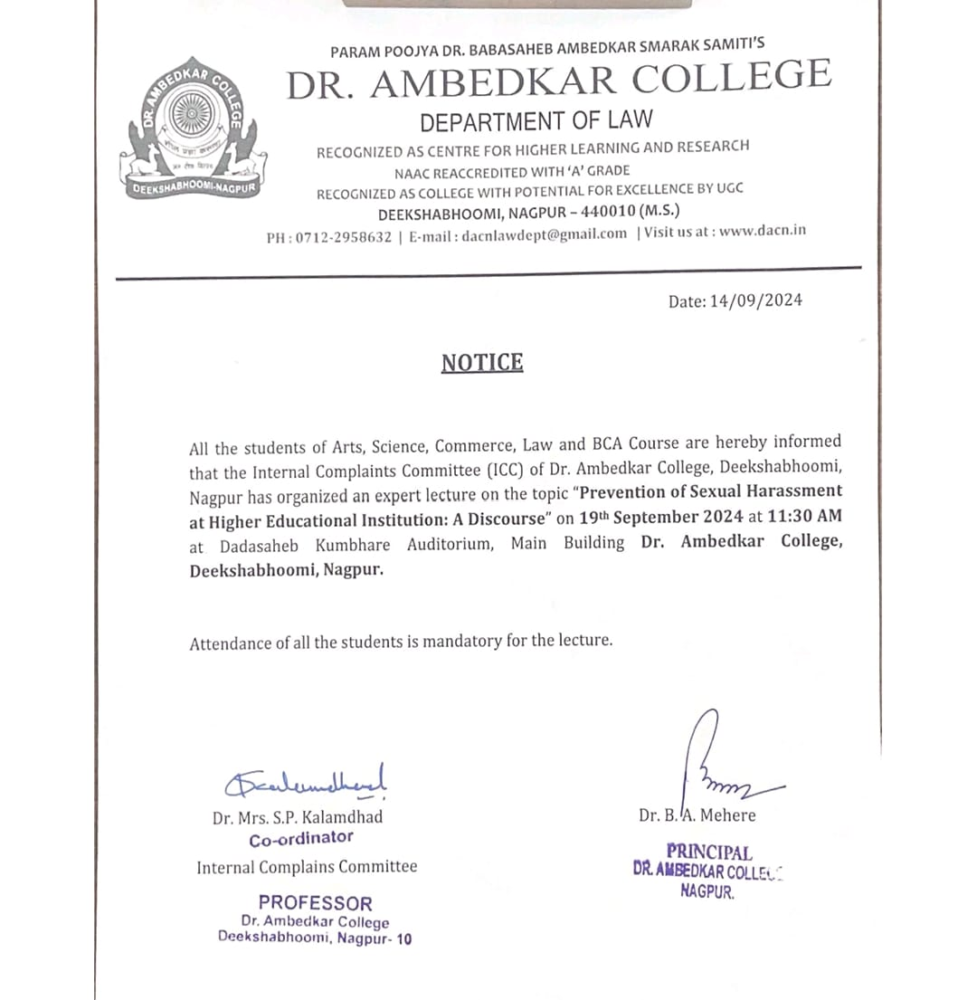 PARAM POOJYA DR. BABASAHEB AMBEDKAR SMARAK SAMITI'S
DR. AMBEDKAR COLLEGE
DEPARTMENT OF LAW
RECOGNIZED AS CENTRE FOR HIGHER LEARNING AND RESEARCH
NAAC REACCREDITED WITH 'A' GRADE
RECOGNIZED AS COLLEGE WITH POTENTIAL FOR EXCELLENCE BY UGC
DEEKSHABHOOMI, NAGPUR – 440010 (M.S.)
PH : 0712-2958632 | E-mail : dacnlawdept@gmail.com | Visit us at : www.dacn.in
DR. AMBEDKAR COLLEGE
DEEKSHABHOOMI-NAGPUR
Date: 14/09/2024
NOTICE
All the students of Arts, Science, Commerce, Law and BCA Course are hereby informed
that the Internal Complaints Committee (ICC) of Dr. Ambedkar College, Deekshabhoomi,
Nagpur has organized an expert lecture on the topic "Prevention of Sexual Harassment
at Higher Educational Institution: A Discourse" on 19th September 2024 at 11:30 AM
at Dadasaheb Kumbhare Auditorium, Main Building Dr. Ambedkar College,
Deekshabhoomi, Nagpur.
Attendance of all the students is mandatory for the lecture.
Dr. Mrs. S.P. Kalamdhad
Co-ordinator
Internal Complains Committee
PROFESSOR
Dr. Ambedkar College
Deekshabhoomi, Nagpur- 10
Dr. B.A. Mehere
PRINCIPAL
DR. AMBEDKAR COLLEGE
NAGPUR.